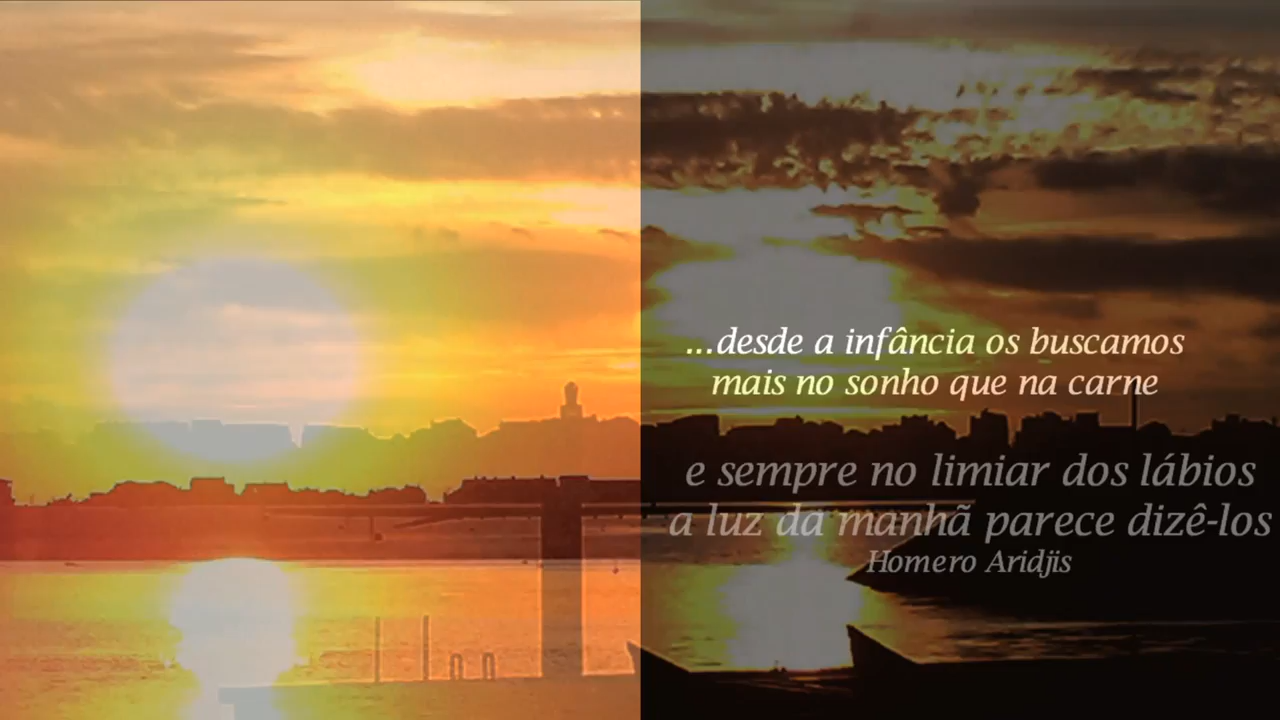 ...desde a infância os buscamos
mais no sonho que na carne
e sempre no limiar dos lábios
a luz da manhã parece dizê-los
Homero Aridjis